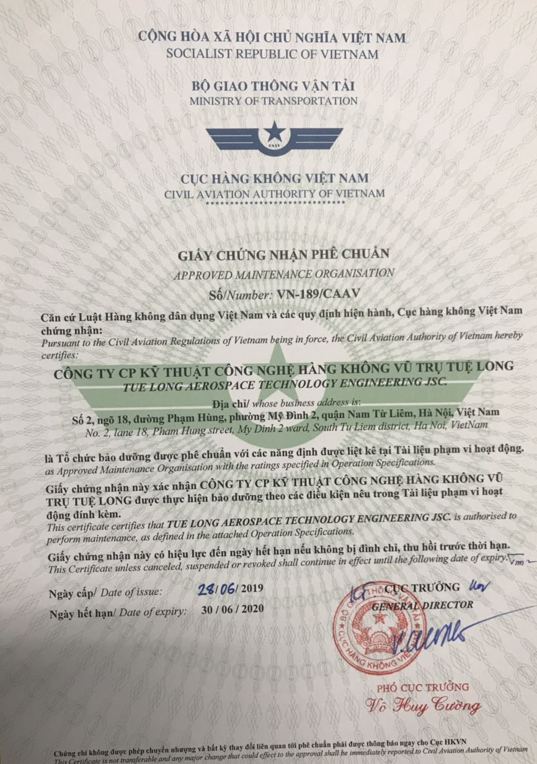 CỘNG HÒA XÃ HỘI CHỦ NGHĨA VIỆT NAM
SOCIALIST REPUBLIC OF VIETNAM
BỘ GIAO THÔNG VẬN TẢI
MINISTRY OF TRANSPORTATION
CỤC HÀNG KHÔNG VIỆT NAM
CIVIL AVIATION AUTHORITY OF VIETNAM
GIẤY CHỨNG NHẬN PHÊ CHUẨN
APPROVED MAINTENANCE ORGANISATION
Số/Number: VN-189/CAAV
Căn cứ Luật Hàng không dân dụng Việt Nam và các quy định hiện hành, Cục hàng không Việt Nam
chứng nhận:
Pursuant to the Civil Aviation Regulations of Vietnam being in force, the Civil Aviation Authority of Vietnam hereby
certifies:
CÔNG TY CP KỸ THUẬT CÔNG NGHỆ HÀNG KHÔNG VŨ TRỤ TUỆ LONG
TUE LONG AEROSPACE TECHNOLOGY ENGINEERING JSC.
Địa chỉ/ whose business address is:
Số 2, ngõ 18, đường Phạm Hùng, phường Mỹ Đình 2, quận Nam Từ Liêm, Hà Nội, Việt Nam
No. 2, lane 18, Pham Hung street, My Dinh 2 ward, South Tu Liem district, Ha Noi, VietNam
là Tổ chức bảo dưỡng được phê chuẩn với các năng định được liệt kê tại Tài liệu phạm vi hoạt động.
as Approved Maintenance Organisation with the ratings specified in Operation Specifications.
Giấy chứng nhận này xác nhận CÔNG TY CP KỸ THUẬT CÔNG NGHỆ HÀNG KHÔNG VŨ
TRỤ TUỆ LONG được thực hiện bảo dưỡng theo các điều kiện nêu trong Tài liệu phạm vi hoạt
động đính kèm.
This certificate certifies that TUE LONG AEROSPACE TECHNOLOGY ENGINEERING JSC. is authorised to
perform maintenance, as defined in the attached Operation Specifications.
Giấy chứng nhận này có hiệu lực đến ngày hết hạn nếu không bị đình chỉ, thu hồi trước thời hạn.
This Certificate unless canceled, suspended or revoked shall continue in effect until the following date of expiry.
Ngày cấp/ Date of issue: 28/06/2019
KT. CỤC TRƯỞNG
GENERAL DIRECTOR
Ngày hết hạn/ Date of expiry: 30 / 06 / 2020
CỤC HÀNG KHÔNG VIỆT
PHÓ CỤC TRƯỞNG
Võ Huy Cường
Chứng chỉ không được phép chuyển nhượng và bất kỳ thay đổi liên quan tới phê chuẩn phải được thông báo ngay cho Cục HKVN
This Certificate is not transferable and any major change that could effect to the approval shall be immediately reported to Civil Aviation Authority of Vietnam